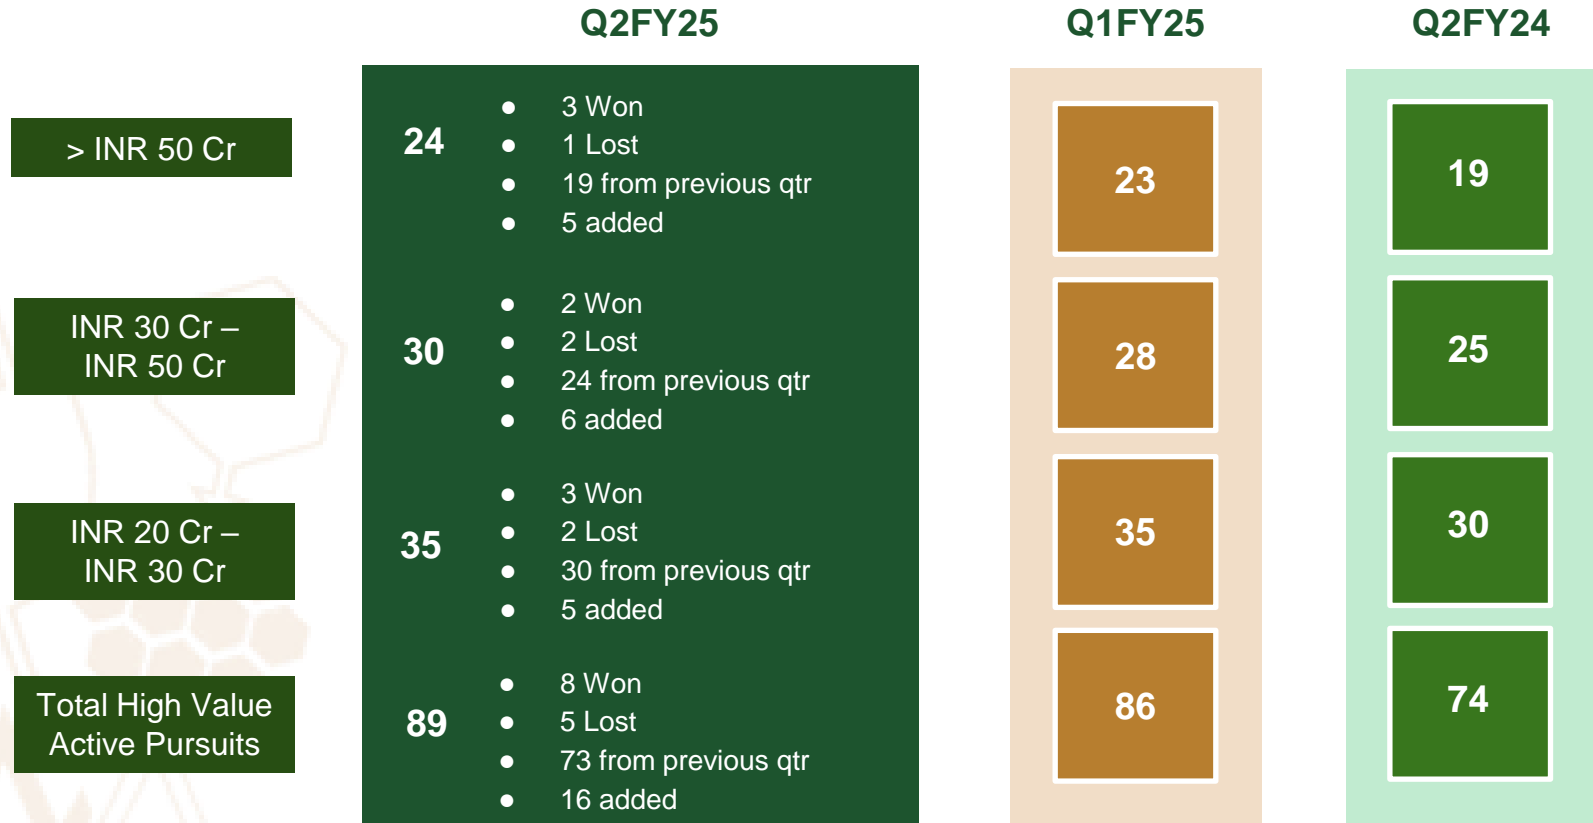 Q2FY25
Q1FY25
Q2FY24
> INR 50 Cr
24
● 3 Won
● 1 Lost
● 19 from previous qtr
● 5 added
23
19
INR 30 Cr –
INR 50 Cr
30
● 2 Won
● 2 Lost
● 24 from previous qtr
● 6 added
28
25
INR 20 Cr –
INR 30 Cr
35
● 3 Won
● 2 Lost
● 30 from previous qtr
● 5 added
35
30
Total High Value
Active Pursuits
89
● 8 Won
● 5 Lost
● 73 from previous qtr
● 16 added
86
74